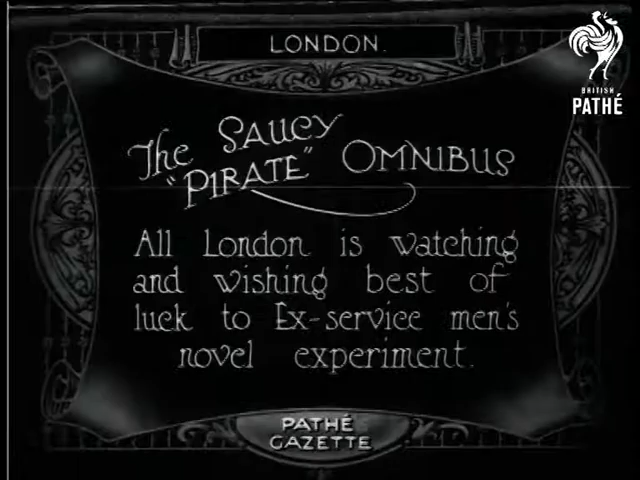 LONDON.
BRITISH
PATHÉ
The SAUCY
"PIRATE" OMNIBUS
All London is watching
and wishing best of
luck to Ex-service men's
novel experiment.
PATHÉ
GAZETTE